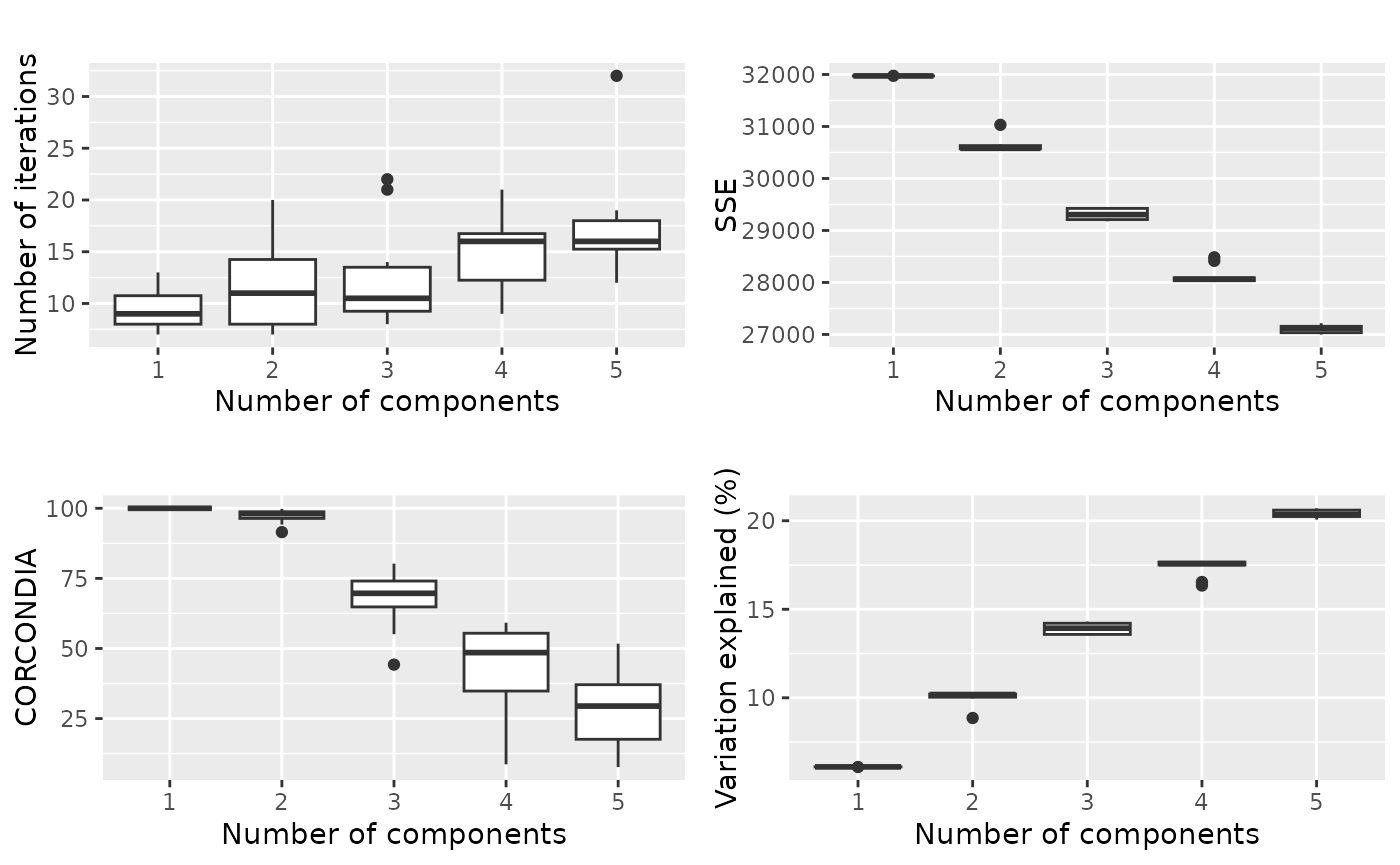 Number of iterations
30
25
20
15
10
1 2 3 4 5
Number of components
SSE
32000
31000
30000
29000
28000
27000
1 2 3 4 5
Number of components
CORCONDIA
100
75
50
25
1 2 3 4 5
Number of components
Variation explained (%)
20
15
10
1 2 3 4 5
Number of components